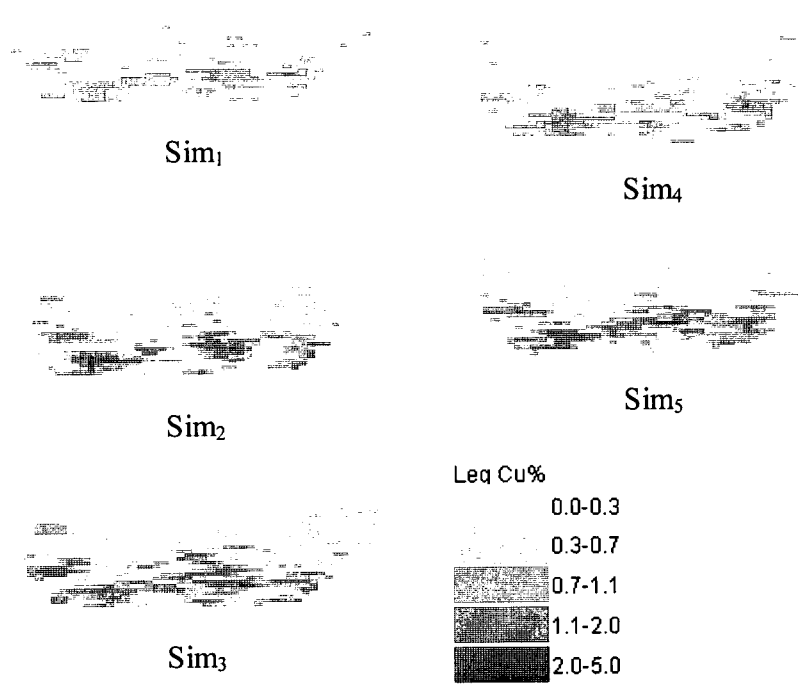 Sim₁
Sim₄
Sim₂
Sim₅
Sim₃
Leq Cu%
0.0-0.3
0.3-0.7
0.7-1.1
1.1-2.0
2.0-5.0